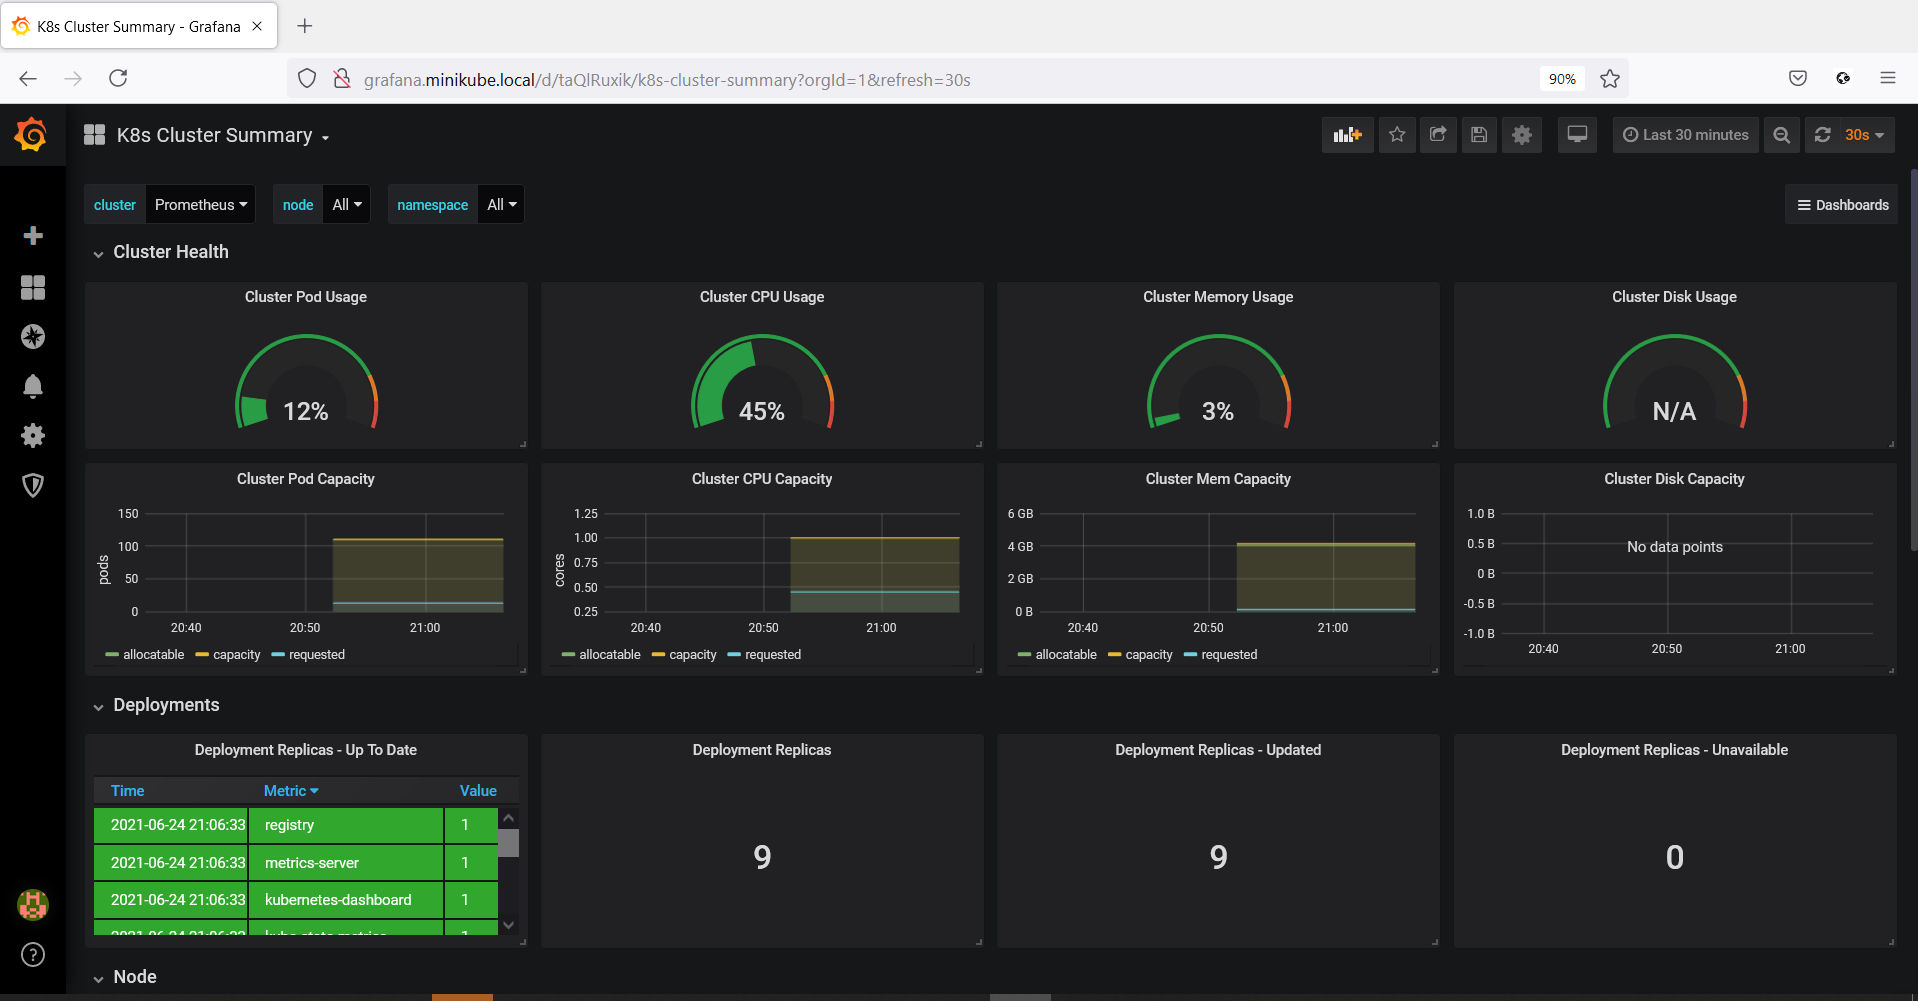 K8s Cluster Summary - Grafana
grafana.minikube.local/d/taQlRuxik/k8s-cluster-summary?orgId=1&refresh=30s
90%
K8s Cluster Summary
Last 30 minutes
30s
cluster Prometheus
node All
namespace All
Dashboards
Cluster Health
Cluster Pod Usage
12%
Cluster CPU Usage
45%
Cluster Memory Usage
3%
Cluster Disk Usage
N/A
Cluster Pod Capacity
pods
150
100
50
0
20:40 20:50 21:00
allocatable capacity requested
Cluster CPU Capacity
cores
1.25
1.00
0.75
0.50
0.25
20:40 20:50 21:00
allocatable capacity requested
Cluster Mem Capacity
6 GB
4 GB
2 GB
0 B
20:40 20:50 21:00
allocatable capacity requested
Cluster Disk Capacity
1.0 B
0.5 B
No data points
0 B
-0.5 B
-1.0 B
20:40 20:50 21:00
Deployments
Deployment Replicas - Up To Date
Time Metric Value
2021-06-24 21:06:33 registry 1
2021-06-24 21:06:33 metrics-server 1
2021-06-24 21:06:33 kubernetes-dashboard 1
2021-06-24 21:06:33 kube-state-metrics 1
Deployment Replicas
9
Deployment Replicas - Updated
9
Deployment Replicas - Unavailable
0
Node